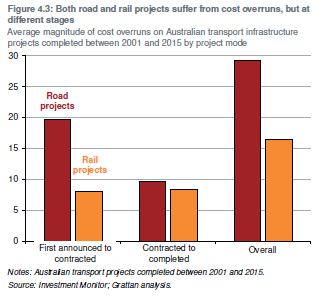 Figure 4.3: Both road and rail projects suffer from cost overruns, but at
different stages
Average magnitude of cost overruns on Australian transport infrastructure
projects completed between 2001 and 2015 by project mode
30
25
20
15
10
5
0
Road
projects
Rail
projects
First announced to
contracted
Contracted to
completed
Overall
Notes: Australian transport projects completed between 2001 and 2015.
Source: Investment Monitor; Grattan analysis.